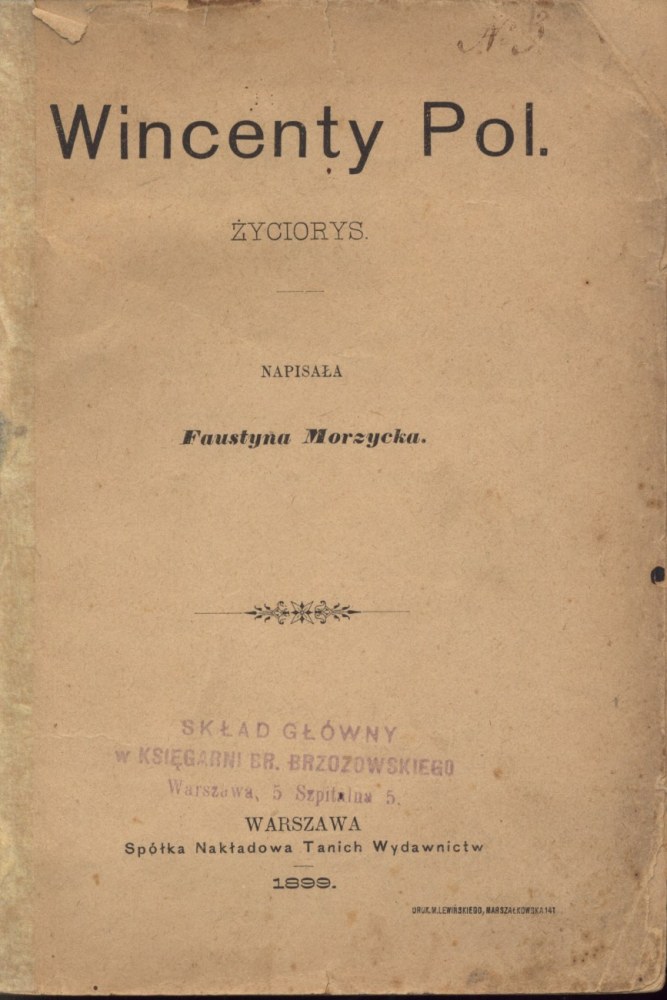 Wincenty Pol.
ŻYCIORYS.
NAPISAŁA
Faustyna Morzycka.
SKŁAD GŁÓWNY
w KSIĘGARNI BR. BRZOZOWSKIEGO
Warszawa, 5 Szpitalna 5.
WARSZAWA
Spółka Nakładowa Tanich Wydawnictw
1899.
DRUK. M. LEWIŃSKIEGO, MARSZAŁKOWSKA 141